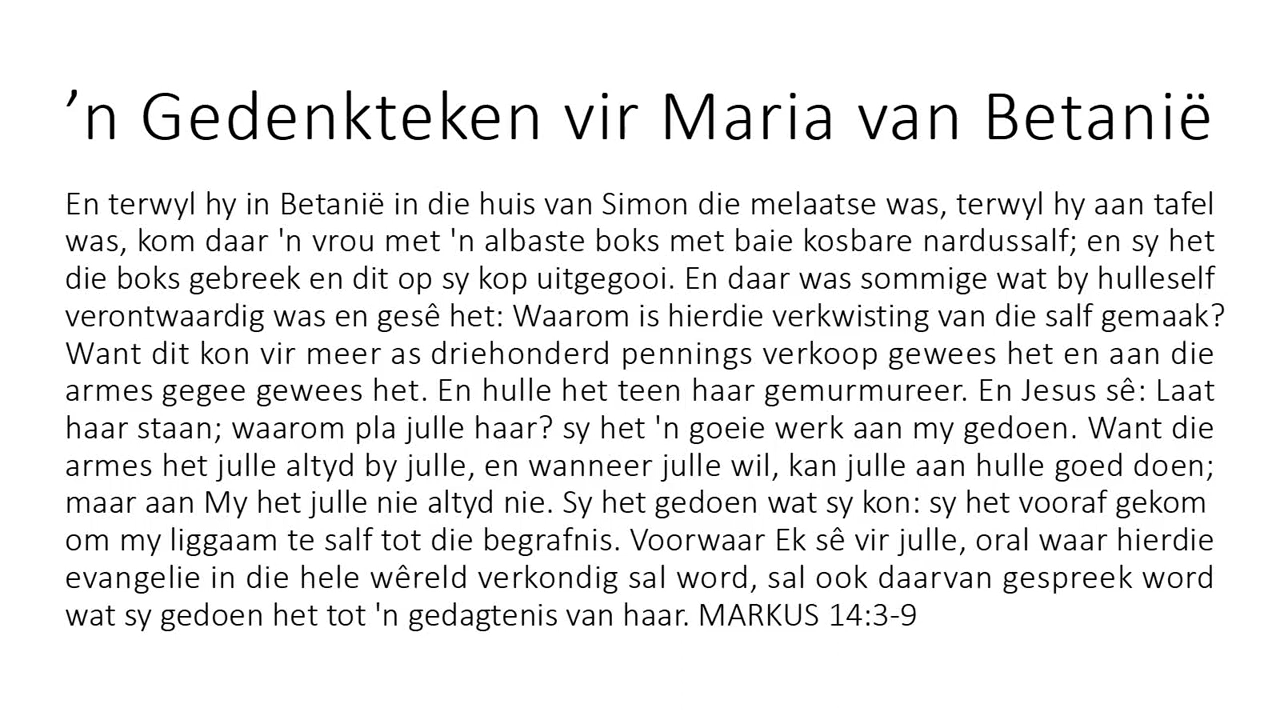 ’n Gedenkteken vir Maria van Betanië
En terwyl hy in Betanië in die huis van Simon die melaatse was, terwyl hy aan tafel
was, kom daar 'n vrou met 'n albaste boks met baie kosbare nardussalf; en sy het
die boks gebreek en dit op sy kop uitgegooi. En daar was sommige wat by hulleself
verontwaardig was en gesê het: Waarom is hierdie verkwisting van die salf gemaak?
Want dit kon vir meer as driehonderd pennings verkoop gewees het en aan die
armes gegee gewees het. En hulle het teen haar gemurmureer. En Jesus sê: Laat
haar staan; waarom pla julle haar? sy het 'n goeie werk aan my gedoen. Want die
armes het julle altyd by julle, en wanneer julle wil, kan julle aan hulle goed doen;
maar aan My het julle nie altyd nie. Sy het gedoen wat sy kon: sy het vooraf gekom
om my liggaam te salf tot die begrafnis. Voorwaar Ek sê vir julle, oral waar hierdie
evangelie in die hele wêreld verkondig sal word, sal ook daarvan gespreek word
wat sy gedoen het tot 'n gedagtenis van haar. MARKUS 14:3-9